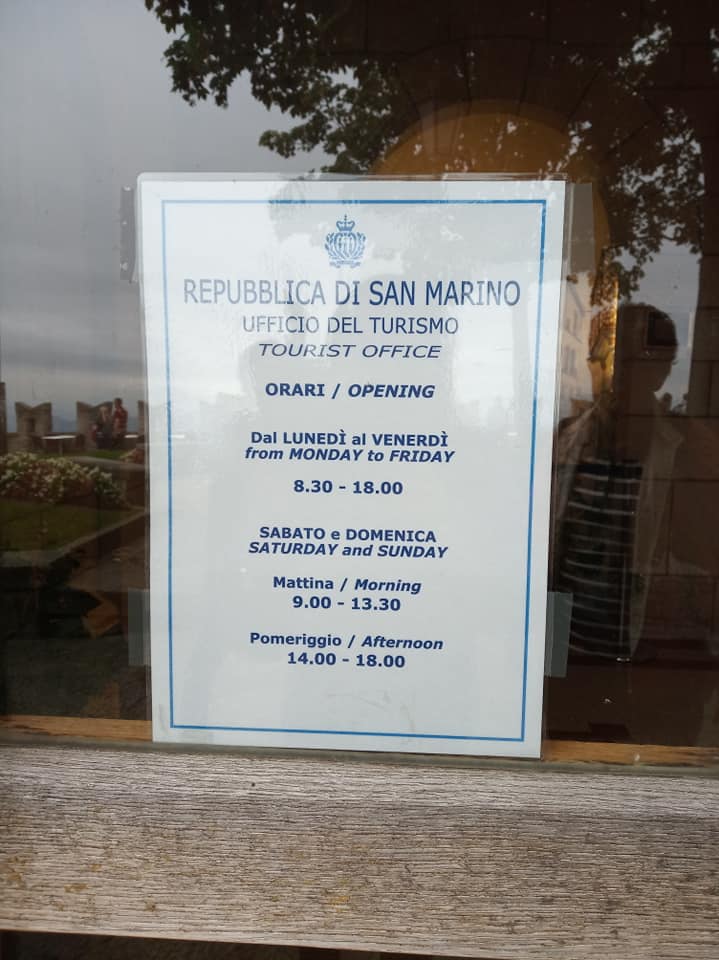 REPUBBLICA DI SAN MARINO
UFFICIO DEL TURISMO
TOURIST OFFICE
ORARI / OPENING
Dal LUNEDÌ al VENERDÌ
from MONDAY to FRIDAY
8.30 - 18.00
SABATO e DOMENICA
SATURDAY and SUNDAY
Mattina / Morning
9.00 - 13.30
Pomeriggio / Afternoon
14.00 - 18.00